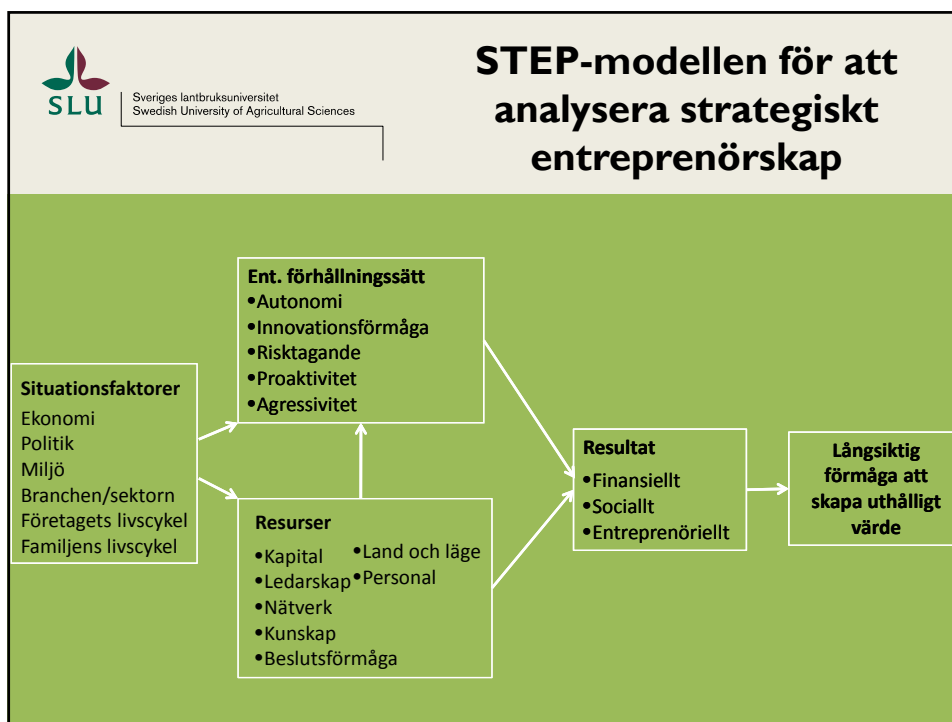 SLU
Sveriges lantbruksuniversitet
Swedish University of Agricultural Sciences
STEP-modellen för att
analysera strategiskt
entreprenörskap
Situationsfaktorer
Ekonomi
Politik
Miljö
Branchen/sektorn
Företagets livscykel
Familjens livscykel
Ent. förhållningssätt
•Autonomi
•Innovationsförmåga
•Risktagande
•Proaktivitet
•Agressivitet
Resurser
•Kapital
•Ledarskap
•Nätverk
•Kunskap
•Beslutsförmåga
•Land och läge
•Personal
Resultat
•Finansiellt
•Socialt
•Entreprenöriellt
Långsiktig
förmåga att
skapa uthålligt
värde